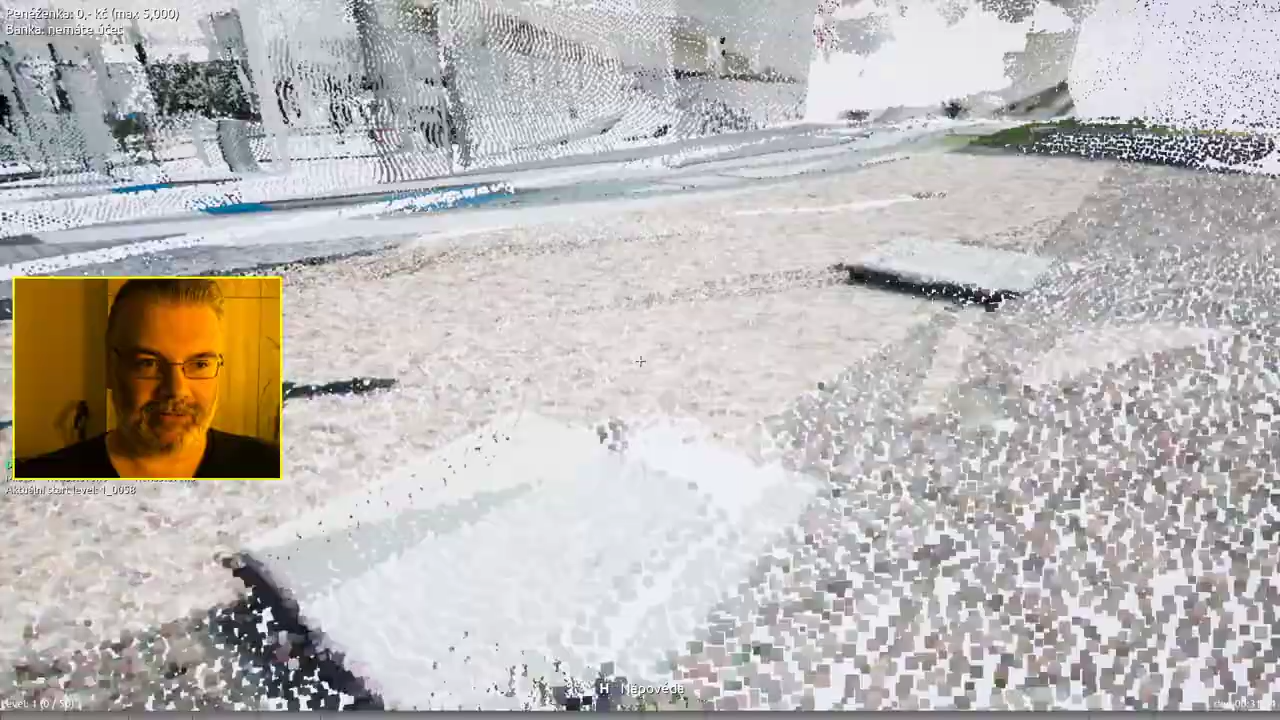 Peněženka: 0,- kč (max 5,000)
Banka: nemáte účet
Aktuální start level: 1_0058
H Nápověda
level: 1 (0 / 50)